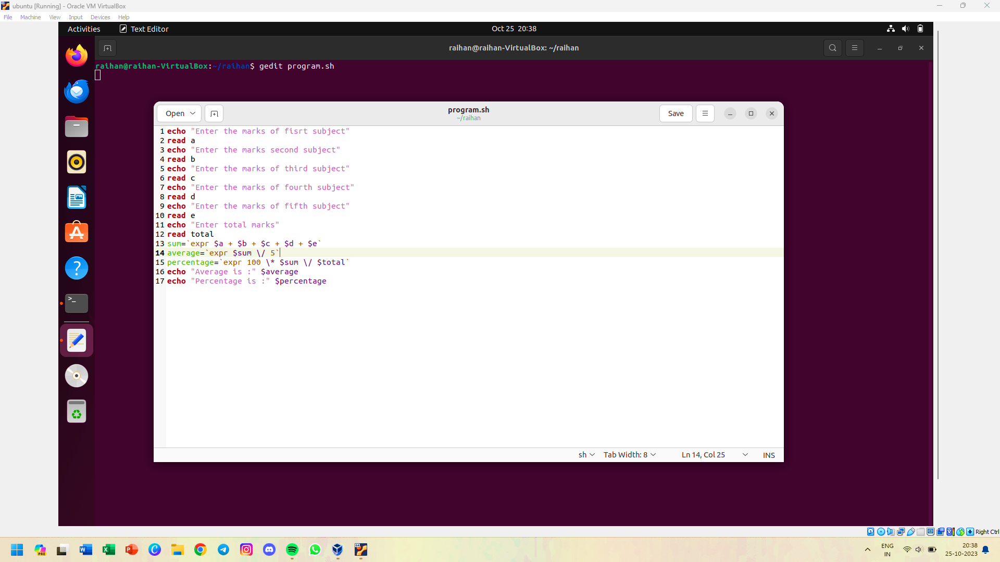 ubuntu [Running] - Oracle VM VirtualBox
File Machine View Input Devices Help
Activities Text Editor Oct 25 20:38
raihan@raihan-VirtualBox: ~/raihan
raihan@raihan-VirtualBox:~/raihan$ gedit program.sh
Open program.sh Save
~/raihan
1 echo "Enter the marks of fisrt subject"
2 read a
3 echo "Enter the marks second subject"
4 read b
5 echo "Enter the marks of third subject"
6 read c
7 echo "Enter the marks of fourth subject"
8 read d
9 echo "Enter the marks of fifth subject"
10 read e
11 echo "Enter total marks"
12 read total
13 sum=`expr $a + $b + $c + $d + $e`
14 average=`expr $sum \/ 5`
15 percentage=`expr 100 \* $sum \/ $total`
16 echo "Average is :" $average
17 echo "Percentage is :" $percentage
sh Tab Width: 8 Ln 14, Col 25 INS
Right Ctrl
ENG 20:38
IN 25-10-2023